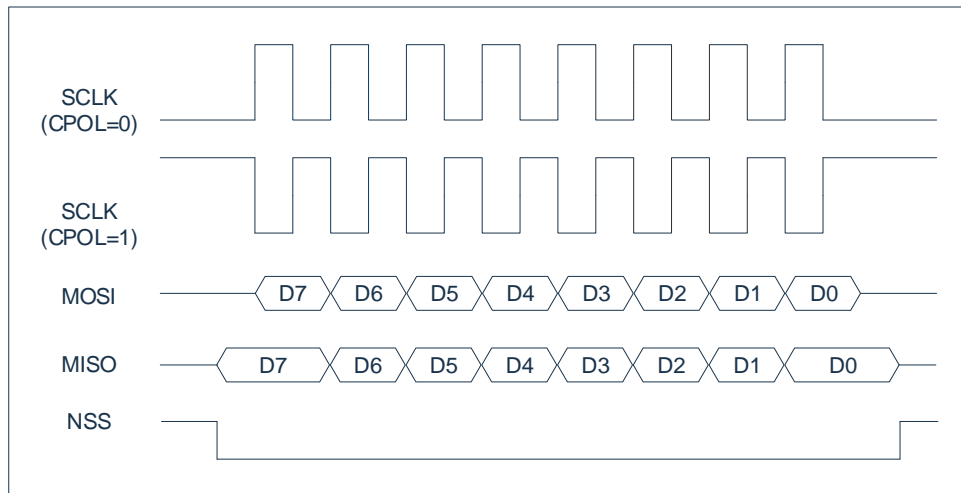 SCLK
(CPOL=0)
SCLK
(CPOL=1)
MOSI D7 D6 D5 D4 D3 D2 D1 D0
MISO D7 D6 D5 D4 D3 D2 D1 D0
NSS